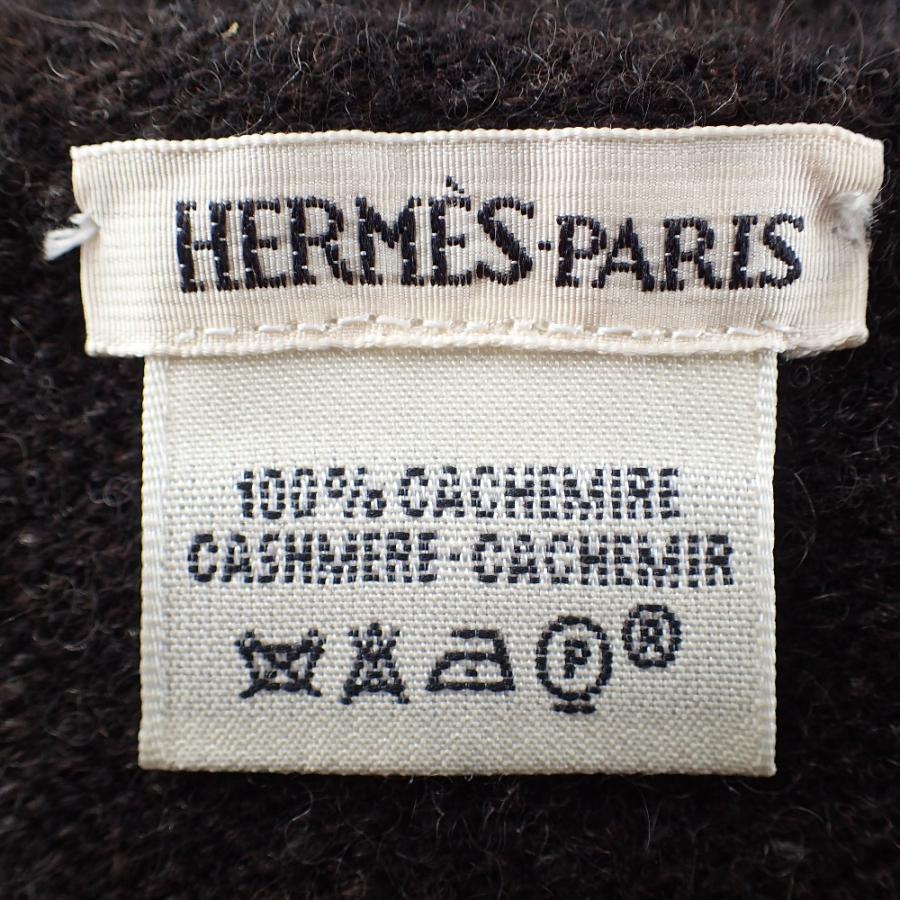 HERMÈS-PARIS
100% CACHEMIRE
CASHMERE-CACHEMIR
P ®